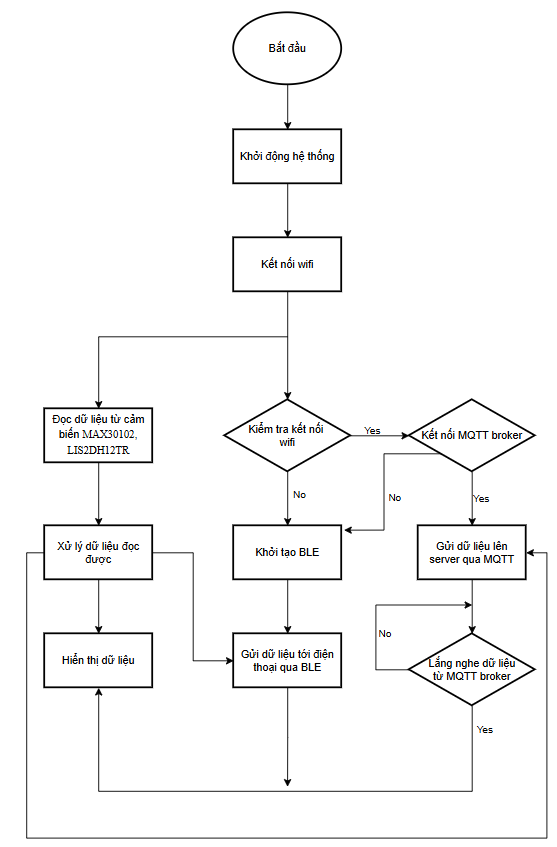 Bắt đầu
Khởi động hệ thống
Kết nối wifi
Đọc dữ liệu từ cảm
biến MAX30102,
LIS2DH12TR
Kiểm tra kết nối
wifi
Yes
Kết nối MQTT broker
No
No
Yes
Xử lý dữ liệu đọc
được
Khởi tạo BLE
Gửi dữ liệu lên
server qua MQTT
Hiển thị dữ liệu
Gửi dữ liệu tới điện
thoại qua BLE
No
Lắng nghe dữ liệu
từ MQTT broker
Yes